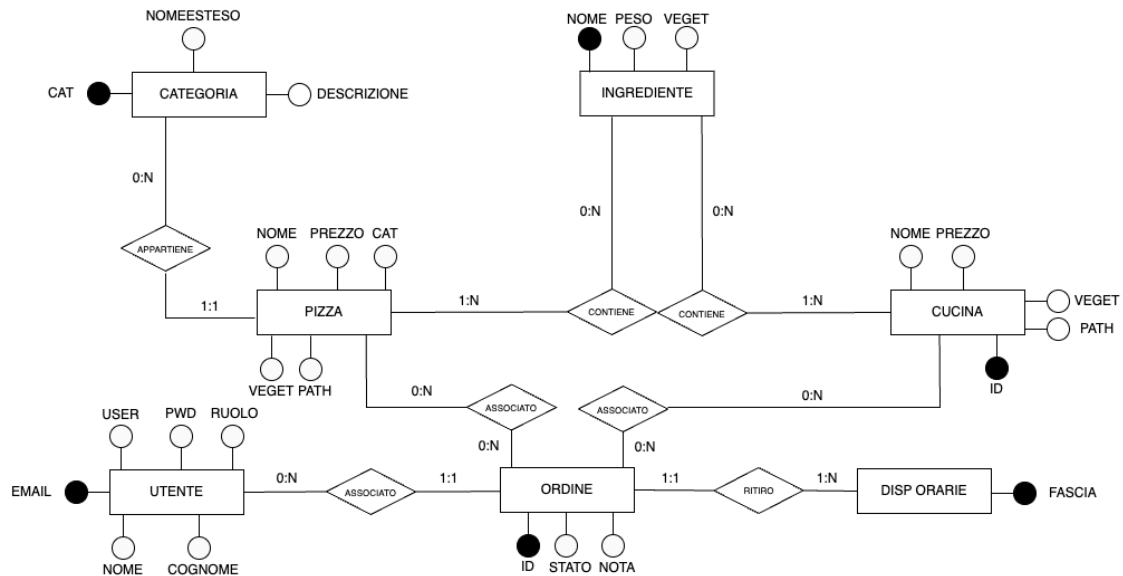 NOMEESTESO
NOME PESO VEGET
CAT
CATEGORIA
DESCRIZIONE
INGREDIENTE
0:N
0:N
0:N
APPARTIENE
NOME PREZZO CAT
NOME PREZZO
1:1
PIZZA
1:N
CONTIENE
CONTIENE
1:N
CUCINA
VEGET
PATH
VEGET PATH
ID
0:N
0:N
USER PWD RUOLO
ASSOCIATO
ASSOCIATO
0:N
0:N
EMAIL
UTENTE
0:N
ASSOCIATO
1:1
ORDINE
1:1
RITIRO
1:N
DISP ORARIE
FASCIA
NOME COGNOME
ID STATO NOTA